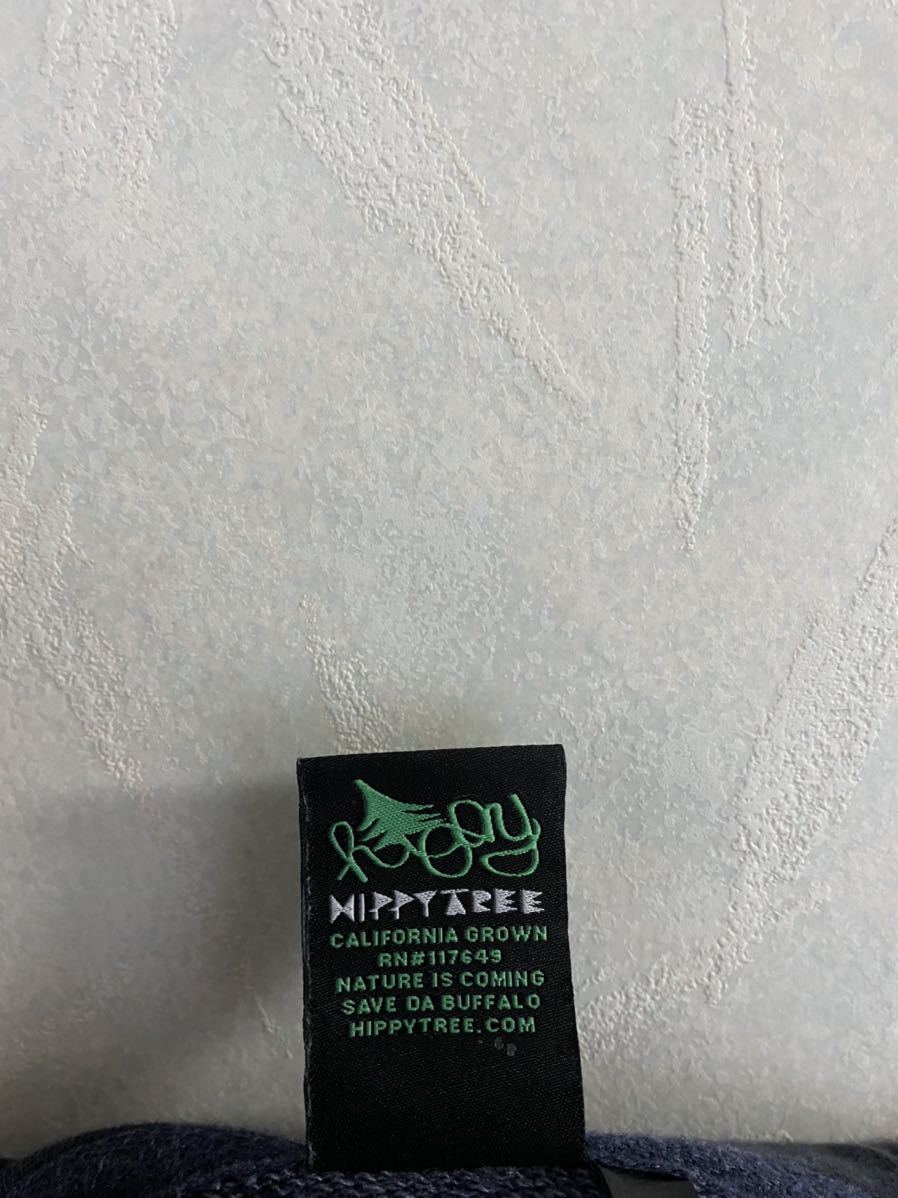 HIPPYTREE
CALIFORNIA GROWN
RN#117649
NATURE IS COMING
SAVE DA BUFFALO
HIPPYTREE.COM